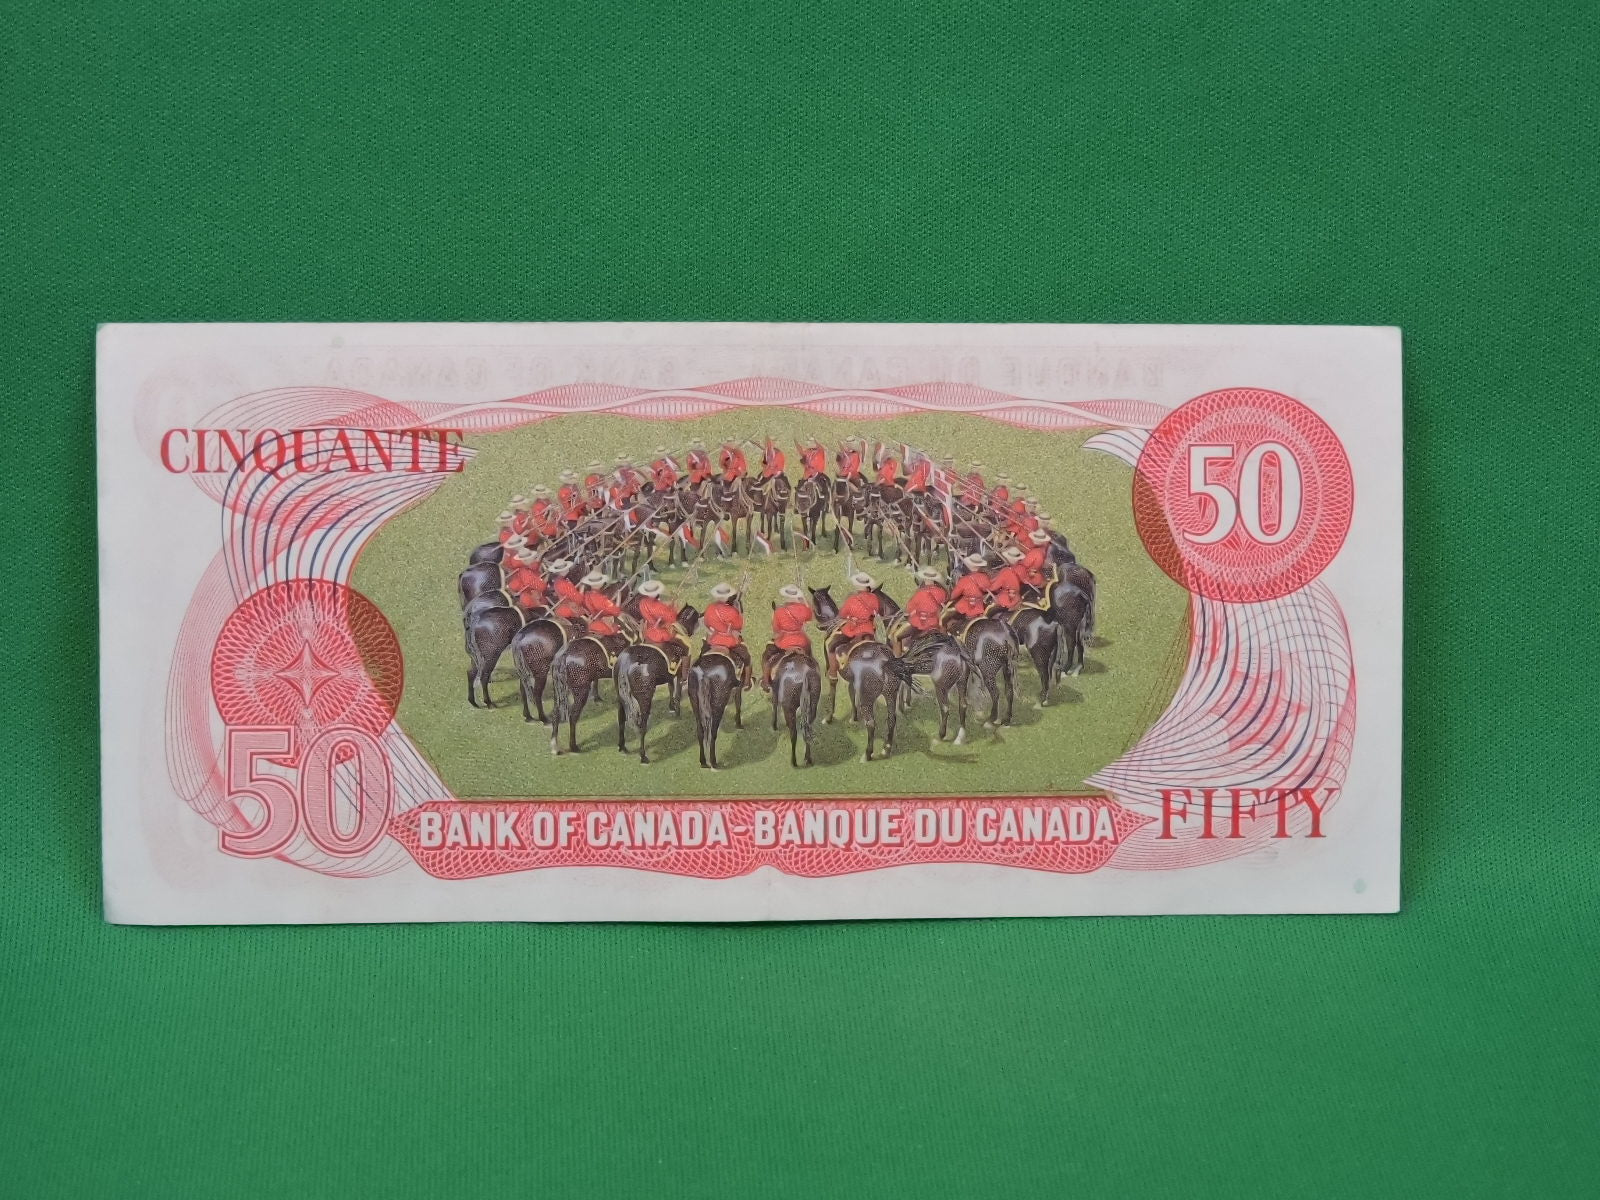 CINQUANTE
50
50
BANK OF CANADA-BANQUE DU CANADA
FIFTY